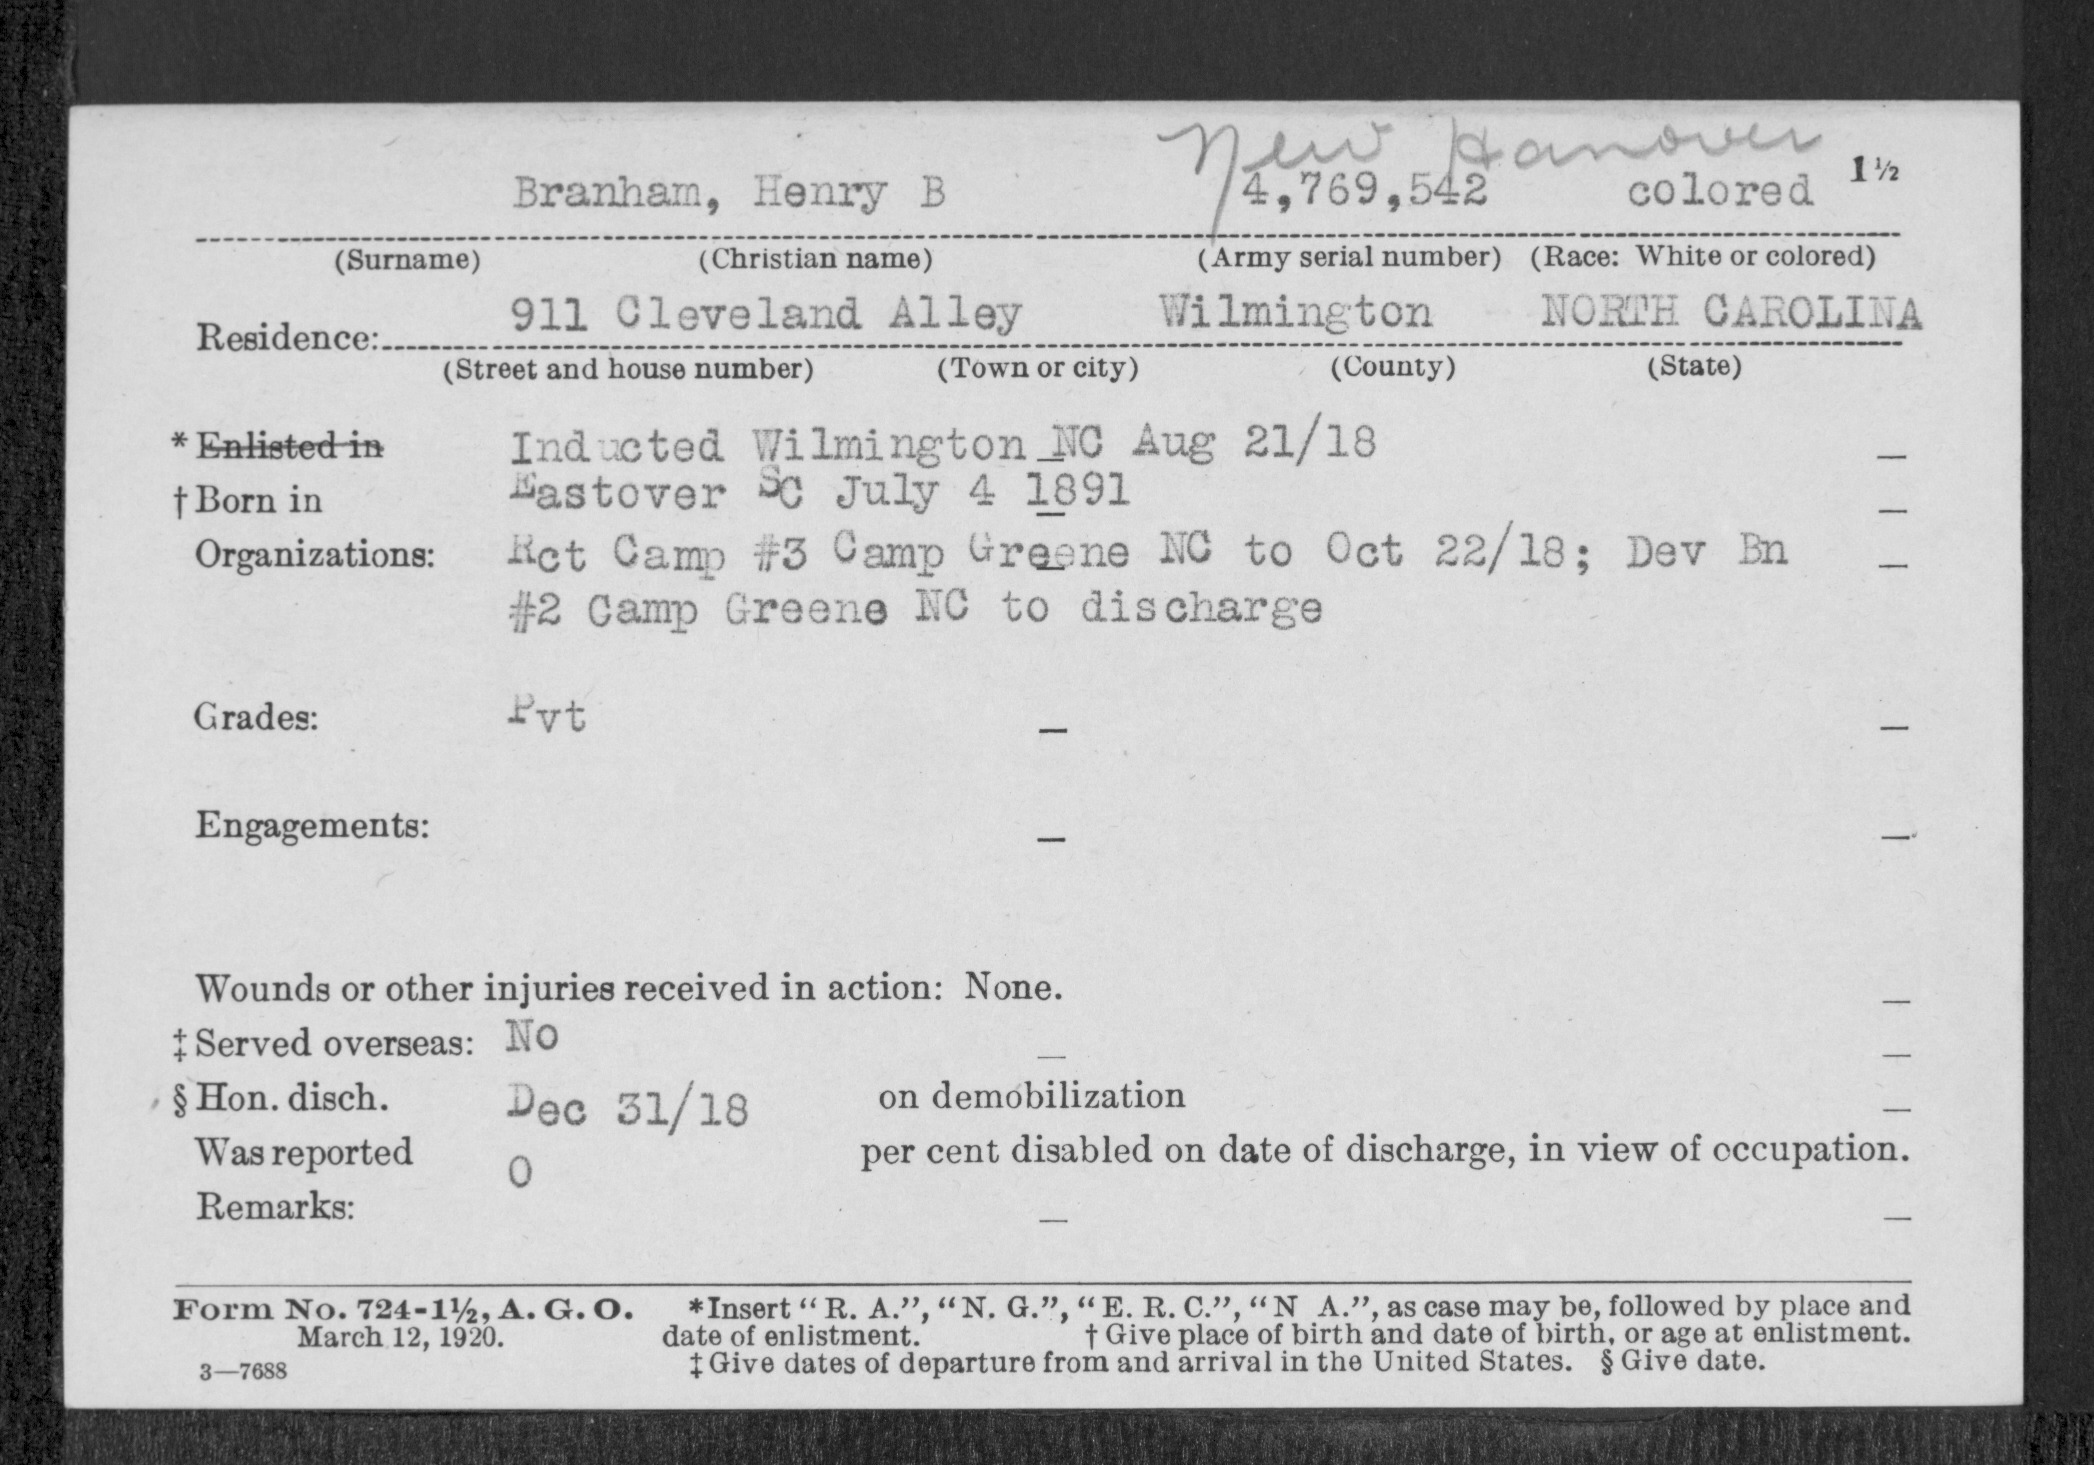 New Hanover
Branham, Henry B 4,769,542 colored 1½
(Surname) (Christian name) (Army serial number) (Race: White or colored)
911 Cleveland Alley Wilmington NORTH CAROLINA
Residence:
(Street and house number) (Town or city) (County) (State)
* Enlisted in Inducted Wilmington NC Aug 21/18
† Born in Eastover SC July 4 1891
Organizations: Rct Camp #3 Camp Greene NC to Oct 22/18; Dev Bn
#2 Camp Greene NC to discharge
Grades: Pvt
Engagements:
Wounds or other injuries received in action: None.
‡ Served overseas: No
§ Hon. disch. Dec 31/18 on demobilization
Was reported 0 per cent disabled on date of discharge, in view of occupation.
Remarks:
Form No. 724-1½, A. G. O. *Insert “R. A.”, “N. G.”, “E. R. C.”, “N A.”, as case may be, followed by place and
March 12, 1920. date of enlistment. † Give place of birth and date of birth, or age at enlistment.
3—7688 ‡ Give dates of departure from and arrival in the United States. § Give date.